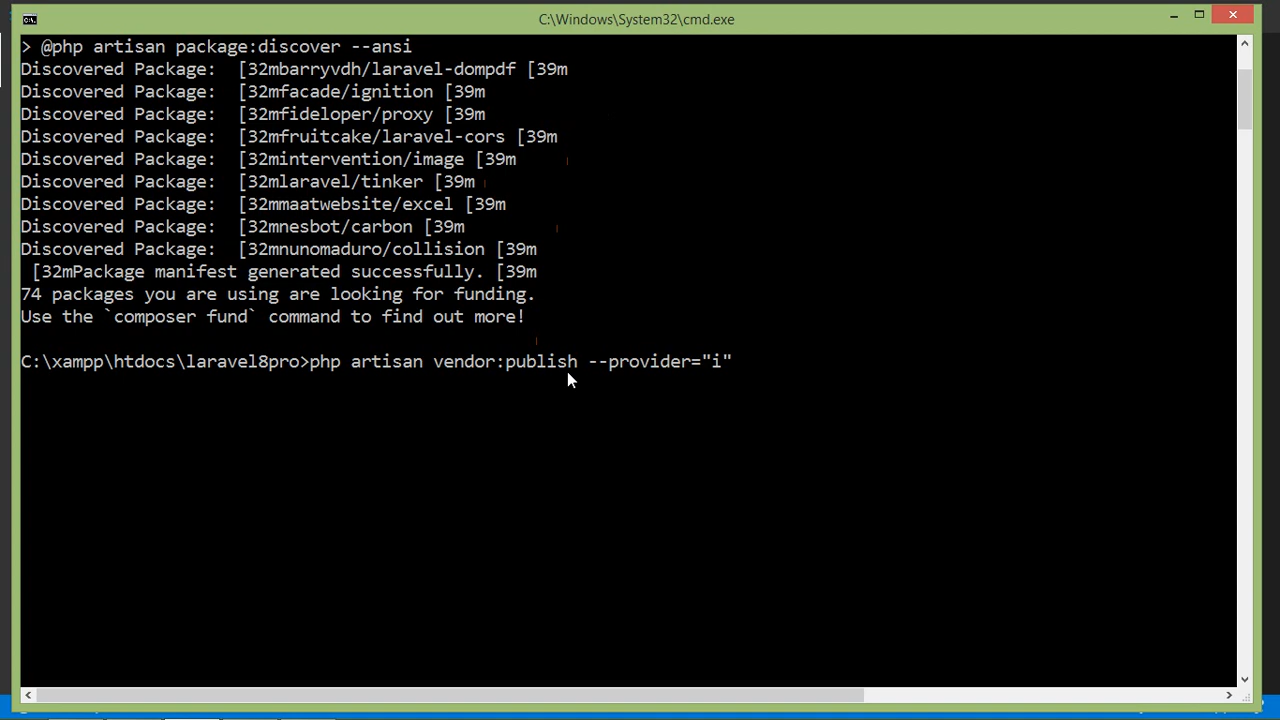 C:\Windows\System32\cmd.exe
> @php artisan package:discover --ansi
Discovered Package:  [32mbarryvdh/laravel-dompdf [39m
Discovered Package:  [32mfacade/ignition [39m
Discovered Package:  [32mfideloper/proxy [39m
Discovered Package:  [32mfruitcake/laravel-cors [39m
Discovered Package:  [32mintervention/image [39m
Discovered Package:  [32mlaravel/tinker [39m
Discovered Package:  [32mmaatwebsite/excel [39m
Discovered Package:  [32mnesbot/carbon [39m
Discovered Package:  [32mnunomaduro/collision [39m
[32mPackage manifest generated successfully. [39m
74 packages you are using are looking for funding.
Use the `composer fund` command to find out more!
C:\xampp\htdocs\laravel8pro>php artisan vendor:publish --provider="i"